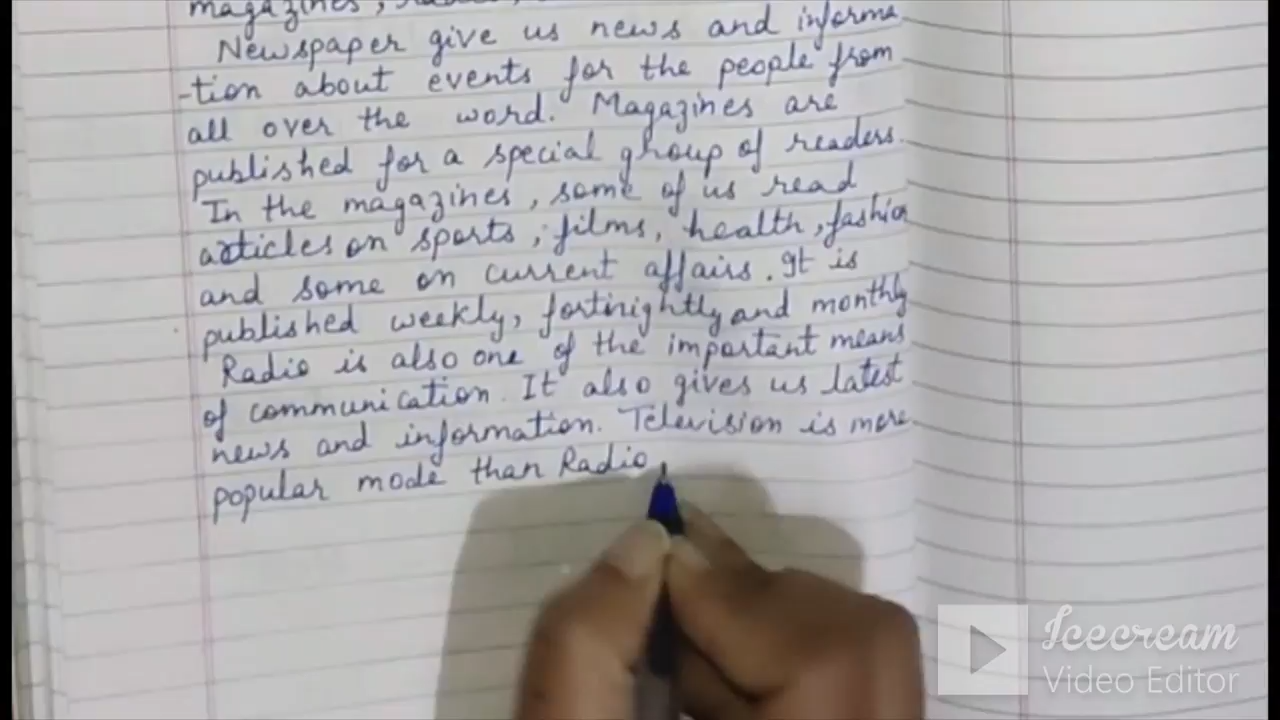 magazines,
Newspaper give us news and informa
-tion about events for the people from
all over the word. Magazines are
published for a special group of readers.
In the magazines, some of us read
articles on sports, films, health, fashion
and some on current affairs. It is
published weekly, fortinightly and monthly
Radio is also one of the important means
of communication. It also gives us latest
news and information. Television is more
popular mode than Radio.
Icecream
Video Editor